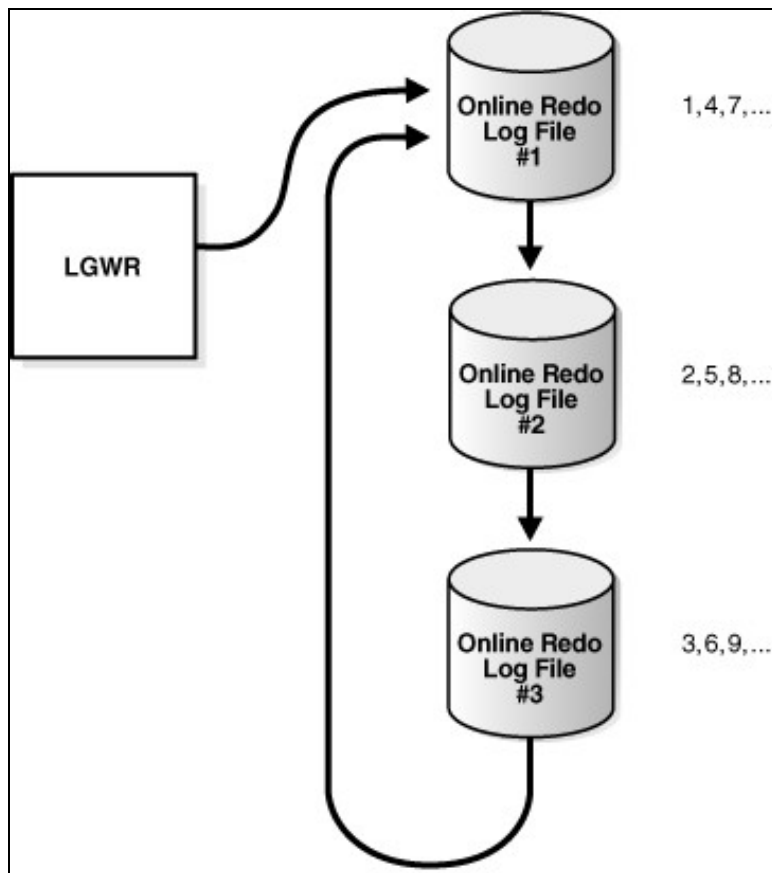 Online Redo
Log File
#1
1,4,7,...
LGWR
Online Redo
Log File
#2
2,5,8,...
Online Redo
Log File
#3
3,6,9,...